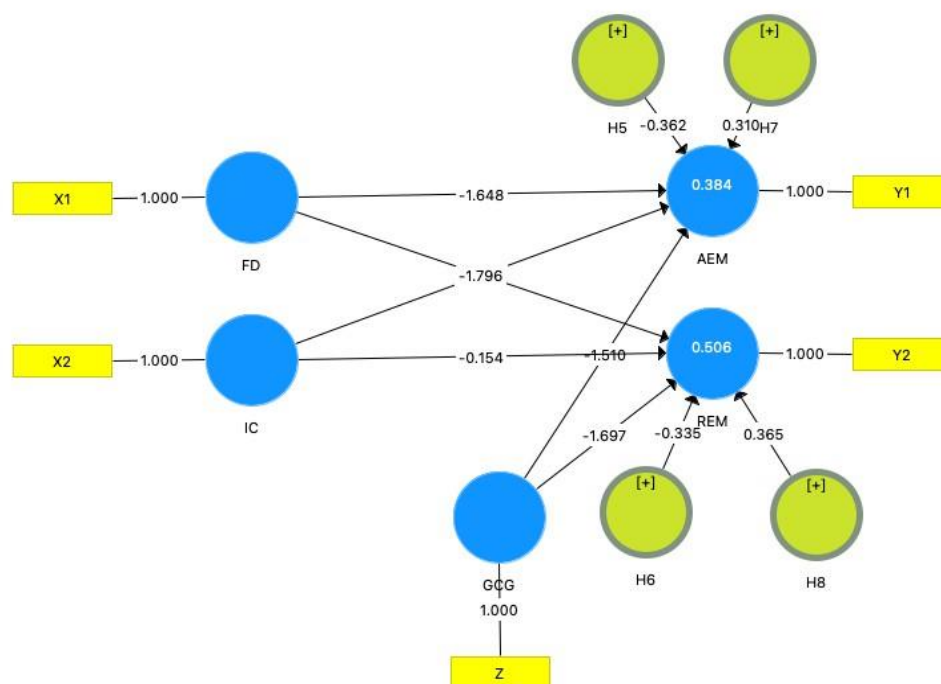 [+]
[+]
H5
H7
-0.362
0.310
X1
1.000
FD
-1.648
0.384
AEM
1.000
Y1
-1.796
X2
1.000
IC
-0.154
-1.510
0.506
REM
1.000
Y2
-1.697
-0.335
0.365
[+]
[+]
H6
H8
GCG
1.000
Z